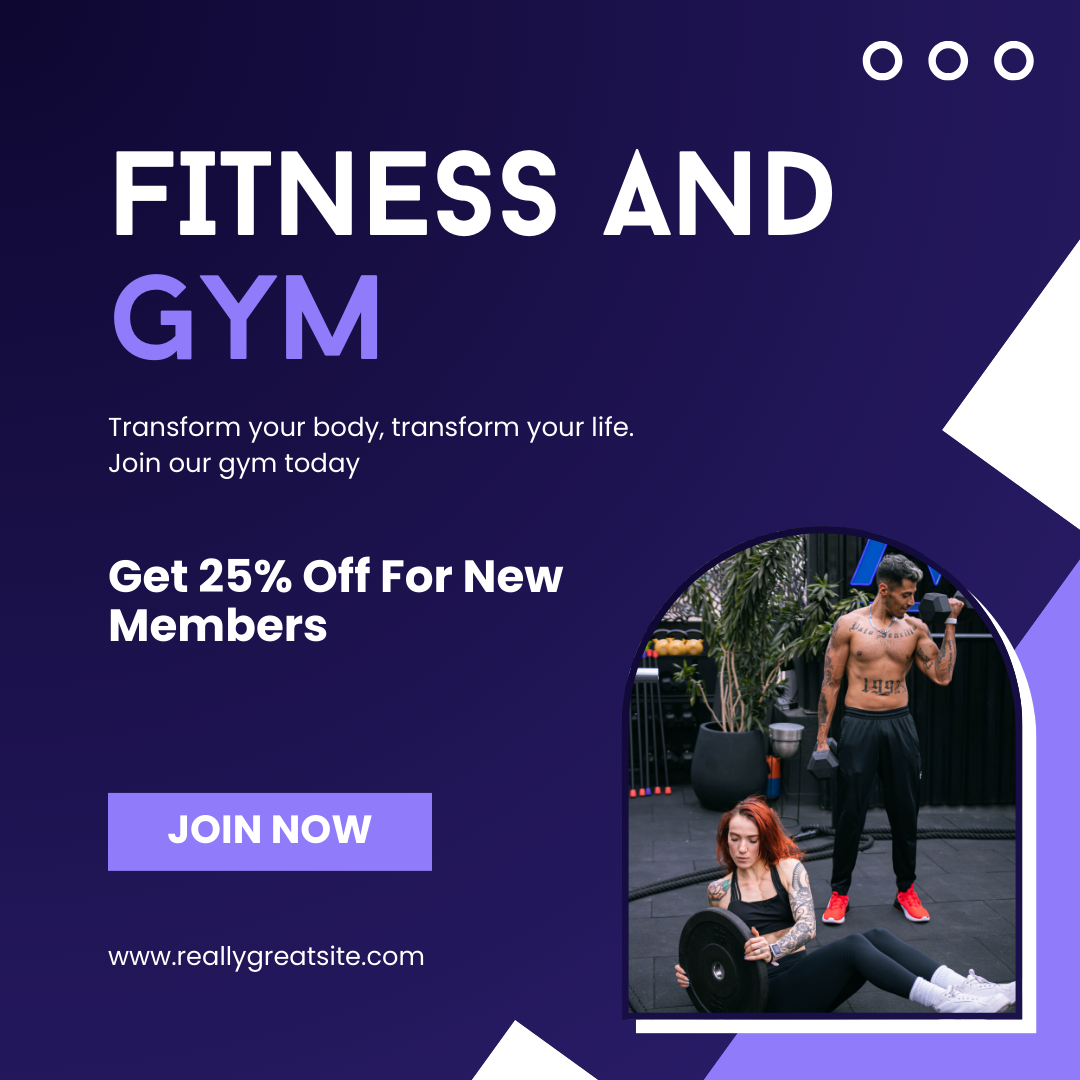 FITNESS AND
GYM
Transform your body, transform your life.
Join our gym today
Get 25% Off For New
Members
JOIN NOW
www.reallygreatsite.com